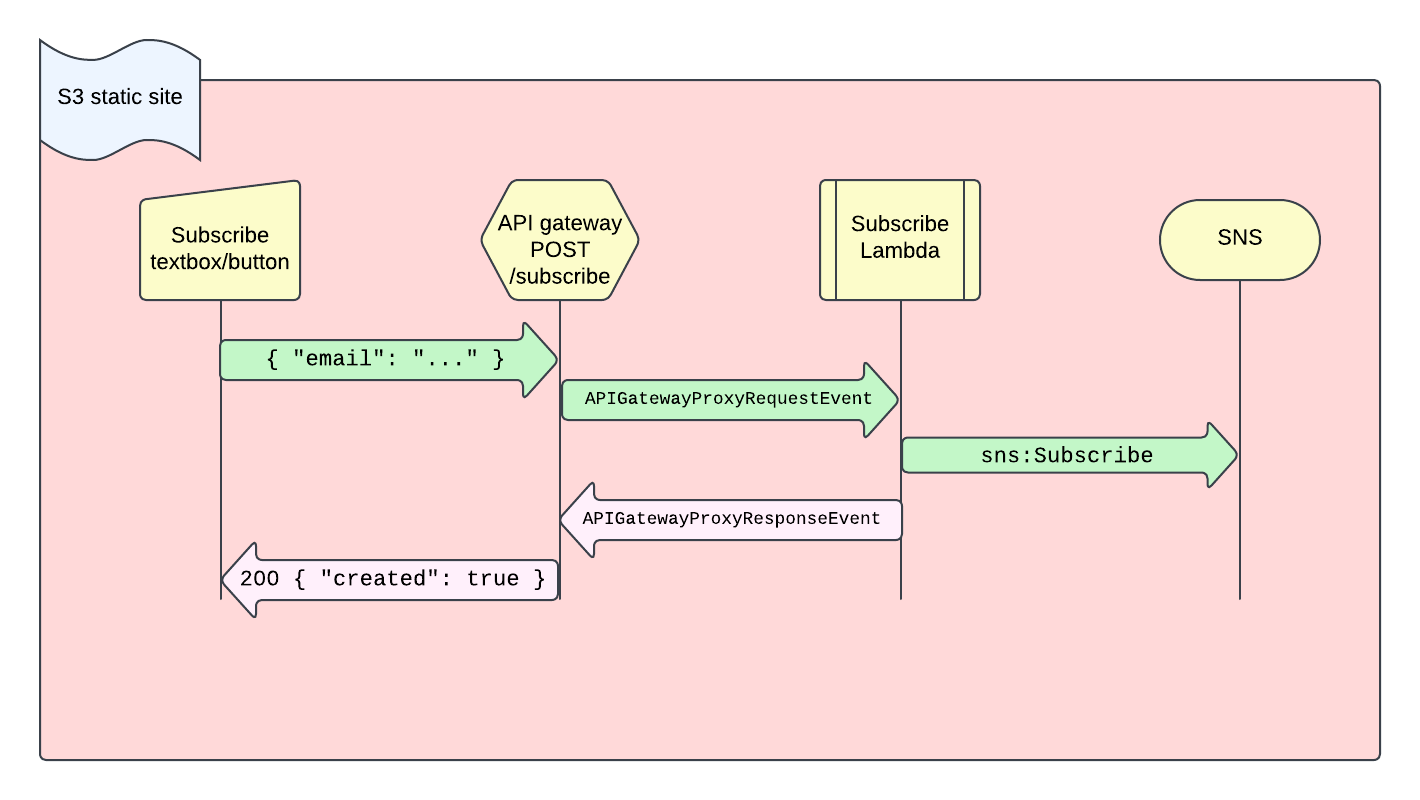 S3 static site
Subscribe
textbox/button
API gateway
POST
/subscribe
Subscribe
Lambda
SNS
{ "email": "..." }
APIGatewayProxyRequestEvent
sns:Subscribe
APIGatewayProxyResponseEvent
200 { "created": true }